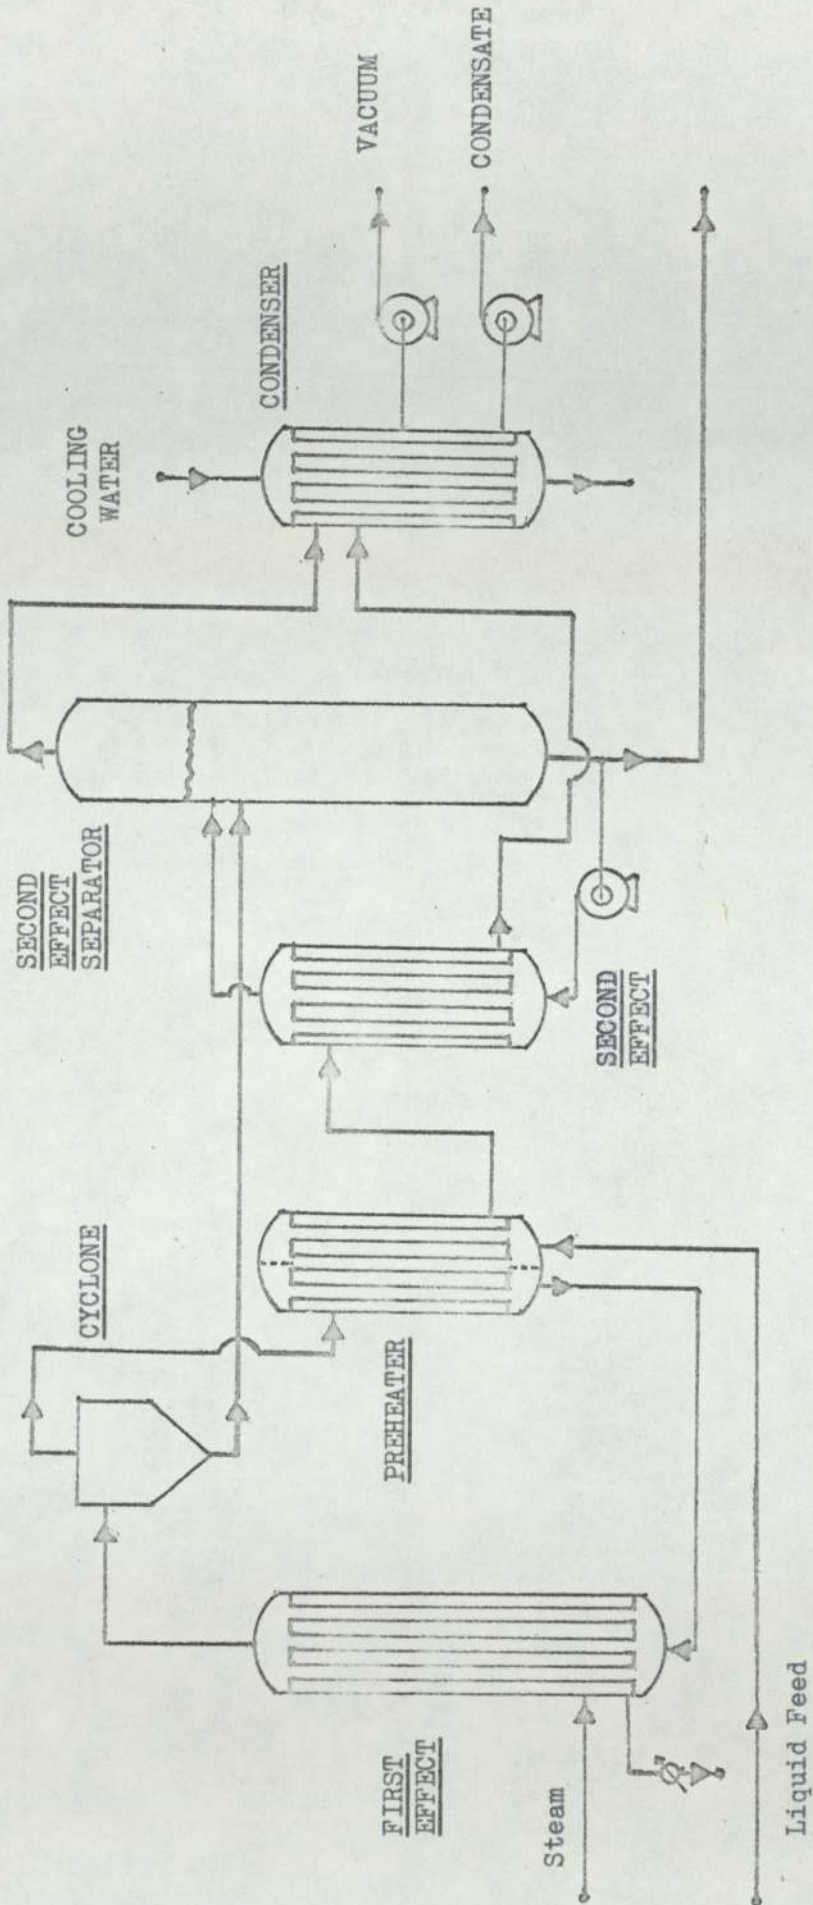 FIRST
EFFECT
Steam
Liquid Feed
CYCLONE
PREHEATER
SECOND
EFFECT
SEPARATOR
SECOND
EFFECT
COOLING
WATER
CONDENSER
VACUUM
CONDENSATE